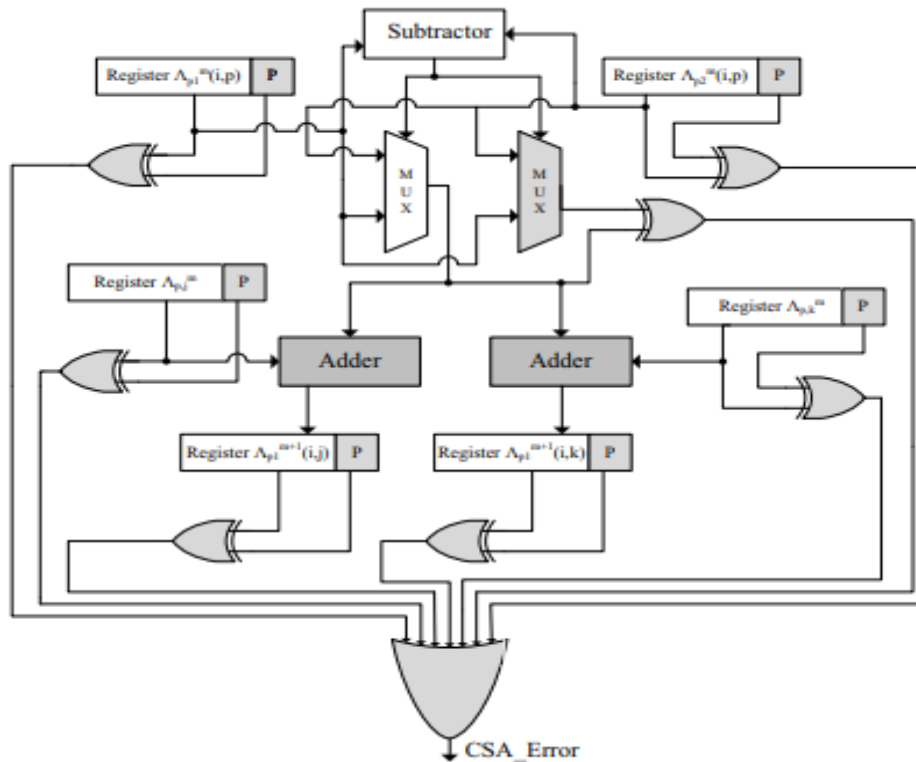 Subtractor
Register Λp1ᵐ(i,p) P
Register Λp2ᵐ(i,p) P
M
U
X
M
U
X
Register Λp,jᵐ P
Register Λp,kᵐ P
Adder
Adder
Register Λp1ᵐ⁺¹(i,j) P
Register Λp1ᵐ⁺¹(i,k) P
CSA_Error